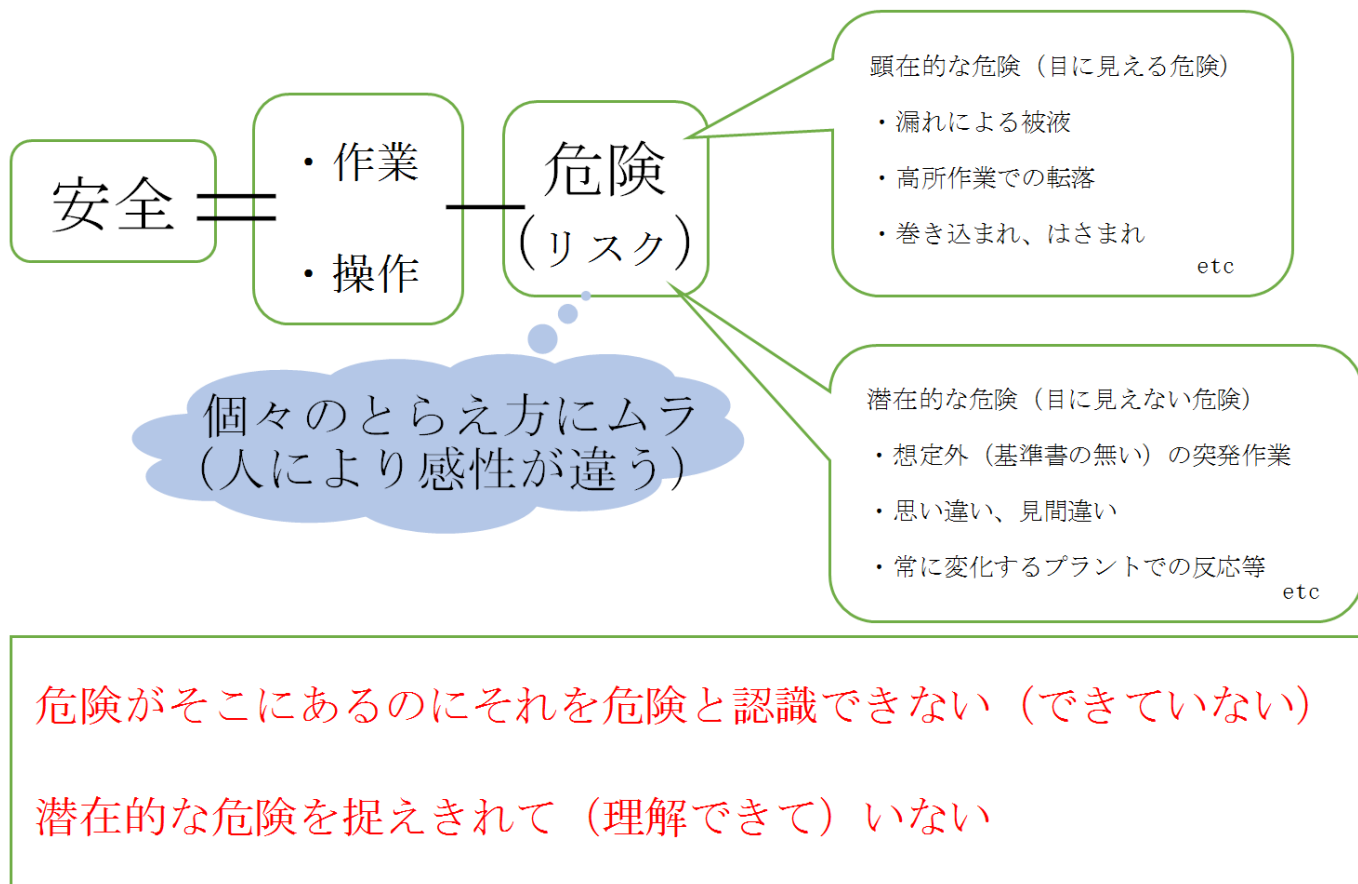 安全
＝
・作業
・操作
－
危険
（リスク）
顕在的な危険（目に見える危険）
・漏れによる被液
・高所作業での転落
・巻き込まれ、はさまれ
etc
個々のとらえ方にムラ
（人により感性が違う）
潜在的な危険（目に見えない危険）
・想定外（基準書の無い）の突発作業
・思い違い、見間違い
・常に変化するプラントでの反応等
etc
危険がそこにあるのにそれを危険と認識できない（できていない）
潜在的な危険を捉えきれて（理解できて）いない